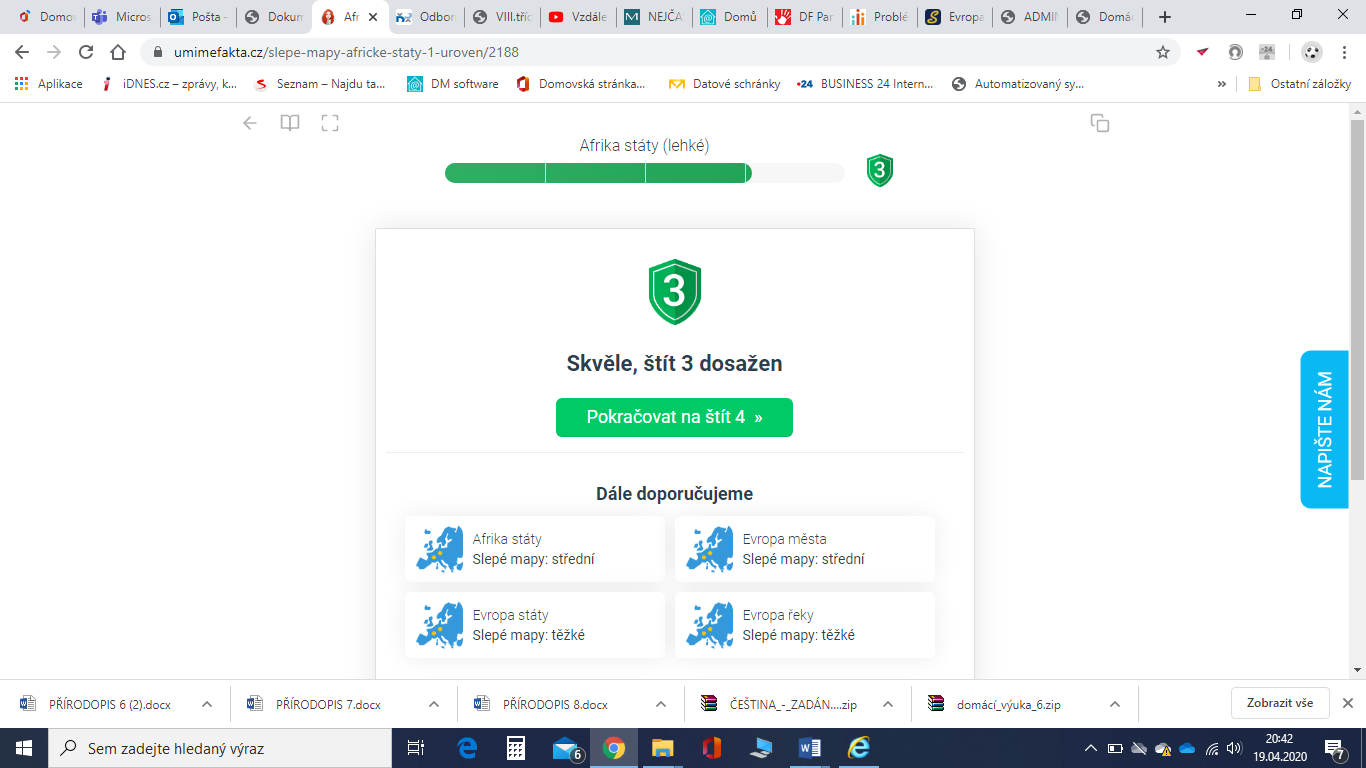 Domov
Micros
Pošta -
Dokum
Afr
Odborn
VIII.tříd
Vzdále
NEJČA
Domů
DF Par
Problé
Evropa
ADMIN
Domác
umimefakta.cz/slepe-mapy-africke-staty-1-uroven/2188
Aplikace
iDNES.cz – zprávy, k...
Seznam – Najdu ta...
DM software
Domovská stránka...
Datové schránky
BUSINESS 24 Intern...
Automatizovaný sy...
»
Ostatní záložky
Afrika státy (lehké)
3
3
Skvěle, štít 3 dosažen
Pokračovat na štít 4 »
NAPIŠTE NÁM
Dále doporučujeme
Afrika státy
Slepé mapy: střední
Evropa města
Slepé mapy: střední
Evropa státy
Slepé mapy: těžké
Evropa řeky
Slepé mapy: těžké
PŘÍRODOPIS 6 (2).docx
PŘÍRODOPIS 7.docx
PŘÍRODOPIS 8.docx
ČEŠTINA_-_ZADÁN....zip
domácí_výuka_6.zip
Zobrazit vše
Sem zadejte hledaný výraz
6
20:42
19.04.2020
7